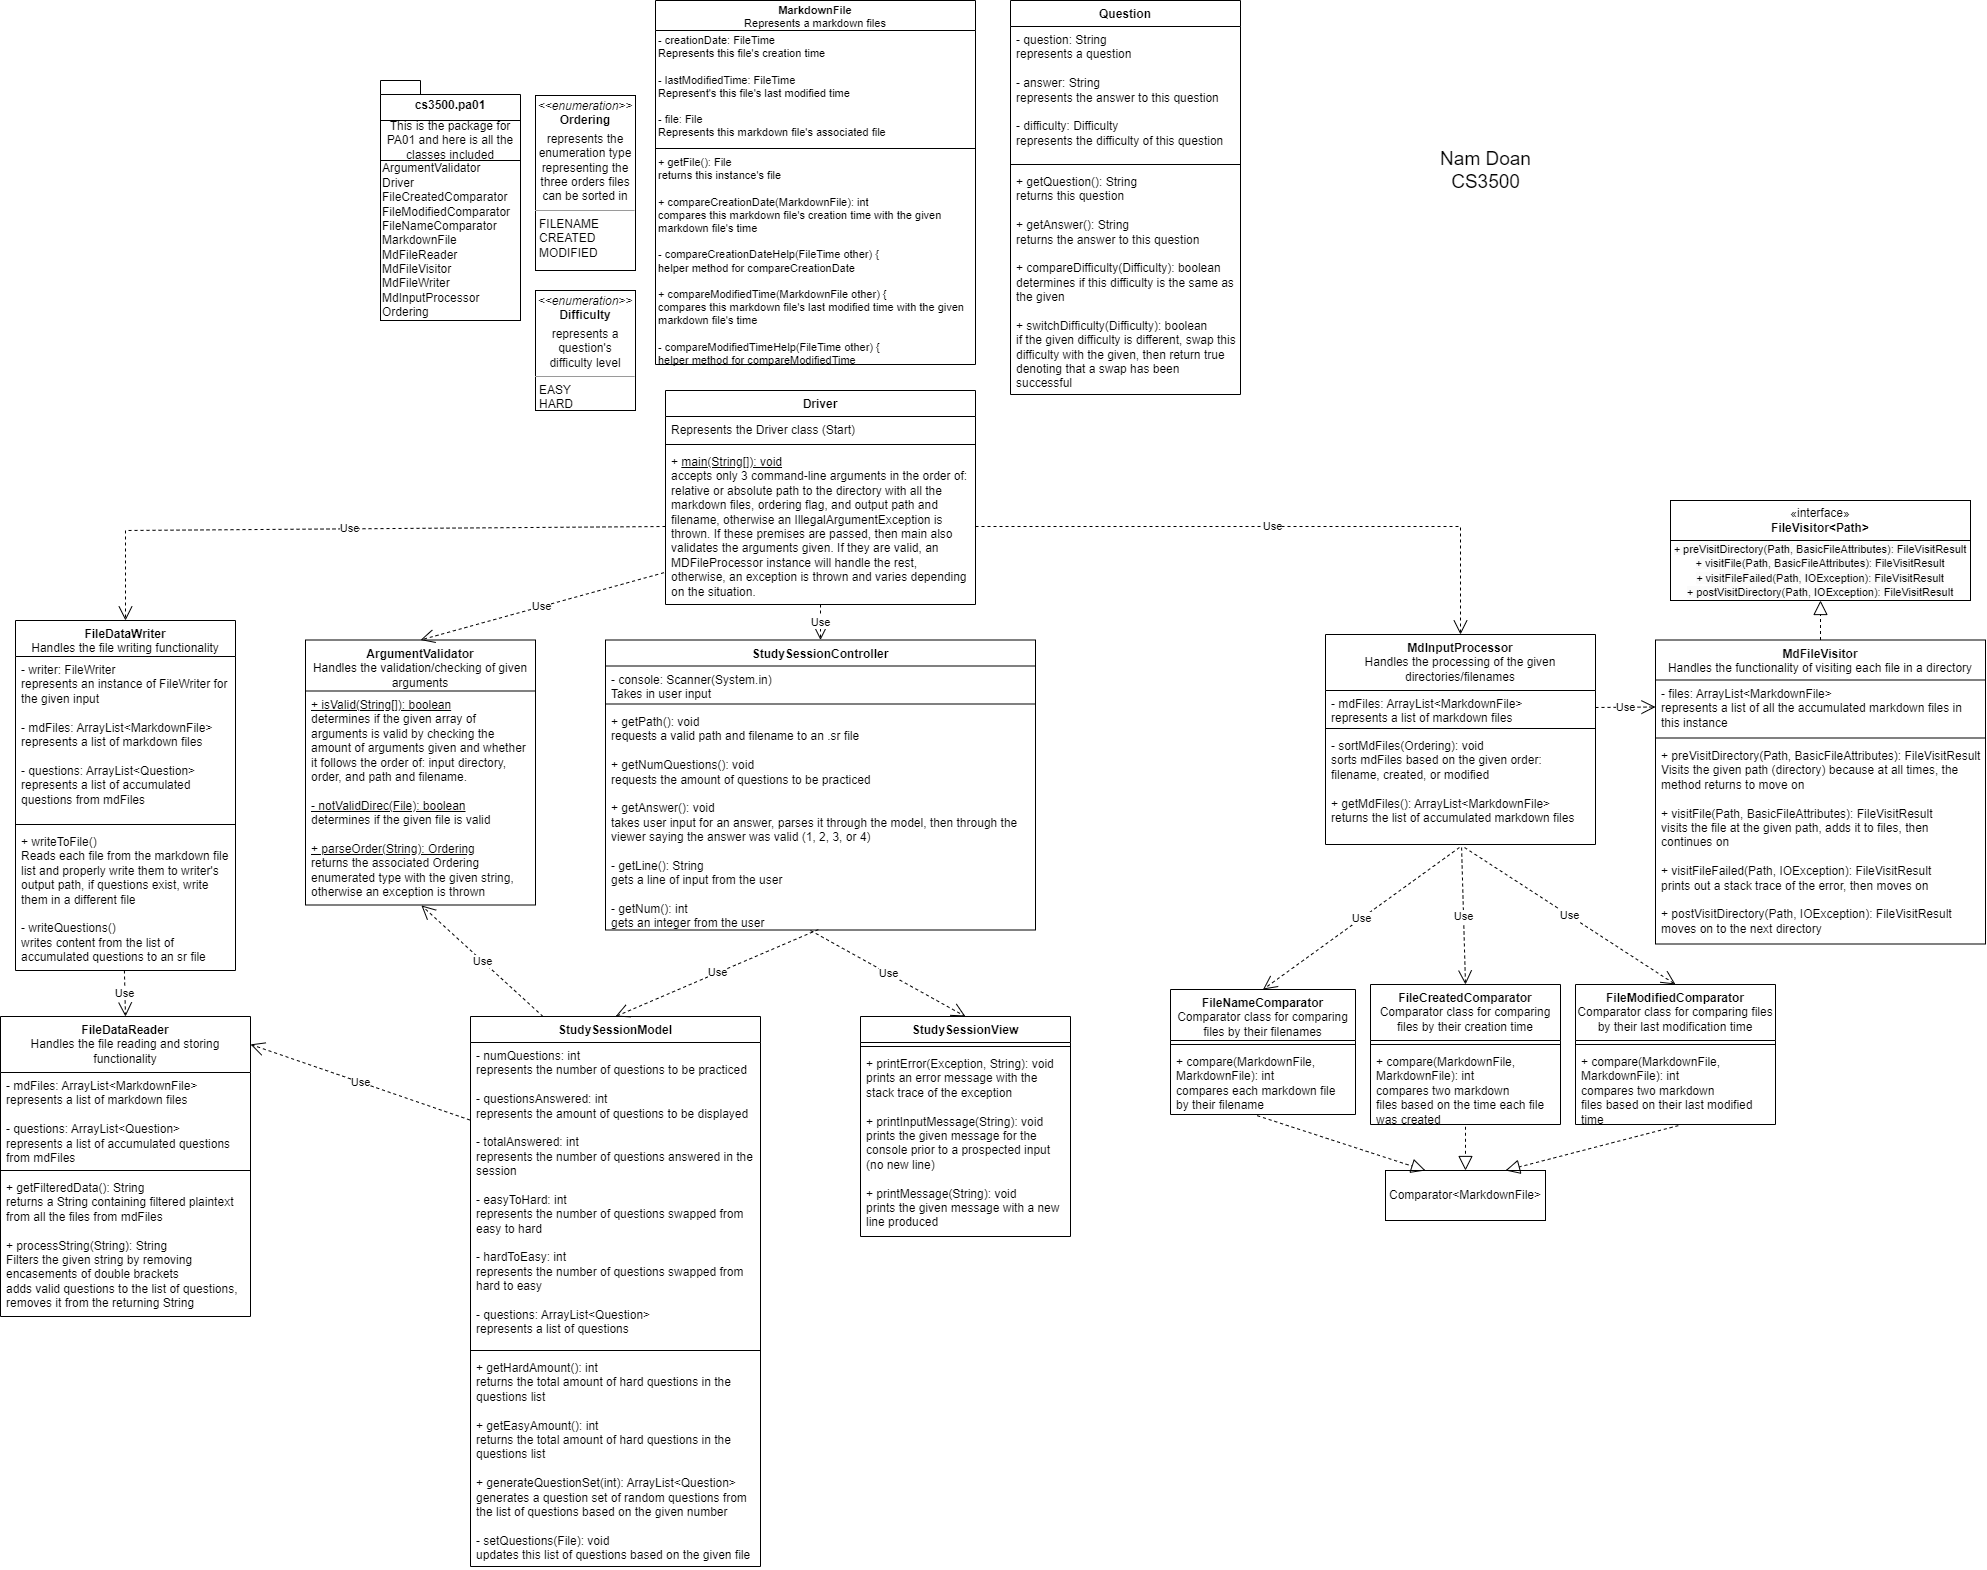 MarkdownFile
Represents a markdown files
- creationDate: FileTime
Represents this file's creation time
- lastModifiedTime: FileTime
Represent's this file's last modified time
- file: File
Represents this markdown file's associated file
+ getFile(): File
returns this instance's file
+ compareCreationDate(MarkdownFile): int
compares this markdown file's creation time with the given
markdown file's time
- compareCreationDateHelp(FileTime other) {
helper method for compareCreationDate
+ compareModifiedTime(MarkdownFile other) {
compares this markdown file's last modified time with the given
markdown file's time
- compareModifiedTimeHelp(FileTime other) {
helper method for compareModifiedTime
Question
- question: String
represents a question
- answer: String
represents the answer to this question
- difficulty: Difficulty
represents the difficulty of this question
+ getQuestion(): String
returns this question
+ getAnswer(): String
returns the answer to this question
+ compareDifficulty(Difficulty): boolean
determines if this difficulty is the same as
the given
+ switchDifficulty(Difficulty): boolean
if the given difficulty is different, swap this
difficulty with the given, then return true
denoting that a swap has been
successful
cs3500.pa01
This is the package for
PA01 and here is all the
classes included
ArgumentValidator
Driver
FileCreatedComparator
FileModifiedComparator
FileNameComparator
MarkdownFile
MdFileReader
MdFileVisitor
MdFileWriter
MdInputProcessor
Ordering
<<enumeration>>
Ordering
represents the
enumeration type
representing the
three orders files
can be sorted in
FILENAME
CREATED
MODIFIED
<<enumeration>>
Difficulty
represents a
question's
difficulty level
EASY
HARD
Nam Doan
CS3500
Driver
Represents the Driver class (Start)
+ main(String[]): void
accepts only 3 command-line arguments in the order of:
relative or absolute path to the directory with all the
markdown files, ordering flag, and output path and
filename, otherwise an IllegalArgumentException is
thrown. If these premises are passed, then main also
validates the arguments given. If they are valid, an
MDFileProcessor instance will handle the rest,
otherwise, an exception is thrown and varies depending
on the situation.
Use
Use
Use
Use
«interface»
FileVisitor<Path>
+ preVisitDirectory(Path, BasicFileAttributes): FileVisitResult
+ visitFile(Path, BasicFileAttributes): FileVisitResult
+ visitFileFailed(Path, IOException): FileVisitResult
+ postVisitDirectory(Path, IOException): FileVisitResult
FileDataWriter
Handles the file writing functionality
- writer: FileWriter
represents an instance of FileWriter for
the given input
- mdFiles: ArrayList<MarkdownFile>
represents a list of markdown files
- questions: ArrayList<Question>
represents a list of accumulated
questions from mdFiles
+ writeToFile()
Reads each file from the markdown file
list and properly write them to writer's
output path, if questions exist, write
them in a different file
- writeQuestions()
writes content from the list of
accumulated questions to an sr file
Use
ArgumentValidator
Handles the validation/checking of given
arguments
+ isValid(String[]): boolean
determines if the given array of
arguments is valid by checking the
amount of arguments given and whether
it follows the order of: input directory,
order, and path and filename.
- notValidDirec(File): boolean
determines if the given file is valid
+ parseOrder(String): Ordering
returns the associated Ordering
enumerated type with the given string,
otherwise an exception is thrown
Use
StudySessionController
- console: Scanner(System.in)
Takes in user input
+ getPath(): void
requests a valid path and filename to an .sr file
+ getNumQuestions(): void
requests the amount of questions to be practiced
+ getAnswer(): void
takes user input for an answer, parses it through the model, then through the
viewer saying the answer was valid (1, 2, 3, or 4)
- getLine(): String
gets a line of input from the user
- getNum(): int
gets an integer from the user
Use
Use
MdInputProcessor
Handles the processing of the given
directories/filenames
- mdFiles: ArrayList<MarkdownFile>
represents a list of markdown files
- sortMdFiles(Ordering): void
sorts mdFiles based on the given order:
filename, created, or modified
+ getMdFiles(): ArrayList<MarkdownFile>
returns the list of accumulated markdown files
Use
Use
Use
Use
MdFileVisitor
Handles the functionality of visiting each file in a directory
- files: ArrayList<MarkdownFile>
represents a list of all the accumulated markdown files in
this instance
+ preVisitDirectory(Path, BasicFileAttributes): FileVisitResult
Visits the given path (directory) because at all times, the
method returns to move on
+ visitFile(Path, BasicFileAttributes): FileVisitResult
visits the file at the given path, adds it to files, then
continues on
+ visitFileFailed(Path, IOException): FileVisitResult
prints out a stack trace of the error, then moves on
+ postVisitDirectory(Path, IOException): FileVisitResult
moves on to the next directory
FileDataReader
Handles the file reading and storing
functionality
- mdFiles: ArrayList<MarkdownFile>
represents a list of markdown files
- questions: ArrayList<Question>
represents a list of accumulated questions
from mdFiles
+ getFilteredData(): String
returns a String containing filtered plaintext
from all the files from mdFiles
+ processString(String): String
Filters the given string by removing
encasements of double brackets
adds valid questions to the list of questions,
removes it from the returning String
Use
StudySessionModel
- numQuestions: int
represents the number of questions to be practiced
- questionsAnswered: int
represents the amount of questions to be displayed
- totalAnswered: int
represents the number of questions answered in the
session
- easyToHard: int
represents the number of questions swapped from
easy to hard
- hardToEasy: int
represents the number of questions swapped from
hard to easy
- questions: ArrayList<Question>
represents a list of questions
+ getHardAmount(): int
returns the total amount of hard questions in the
questions list
+ getEasyAmount(): int
returns the total amount of hard questions in the
questions list
+ generateQuestionSet(int): ArrayList<Question>
generates a question set of random questions from
the list of questions based on the given number
- setQuestions(File): void
updates this list of questions based on the given file
StudySessionView
+ printError(Exception, String): void
prints an error message with the
stack trace of the exception
+ printInputMessage(String): void
prints the given message for the
console prior to a prospected input
(no new line)
+ printMessage(String): void
prints the given message with a new
line produced
FileNameComparator
Comparator class for comparing
files by their filenames
+ compare(MarkdownFile,
MarkdownFile): int
compares each markdown file
by their filename
FileCreatedComparator
Comparator class for comparing
files by their creation time
+ compare(MarkdownFile,
MarkdownFile): int
compares two markdown
files based on the time each file
was created
FileModifiedComparator
Comparator class for comparing files
by their last modification time
+ compare(MarkdownFile,
MarkdownFile): int
compares two markdown
files based on their last modified
time
Comparator<MarkdownFile>